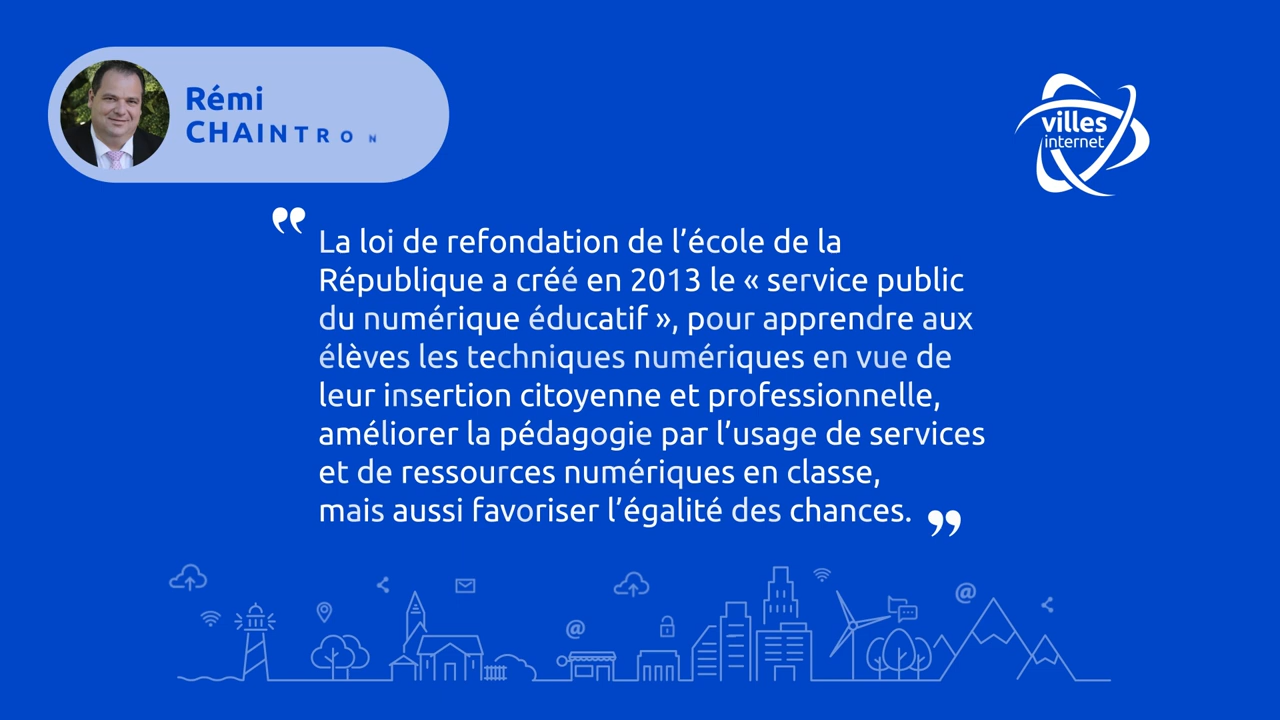 Rémi
CHAINTRON
villes
internet
“ La loi de refondation de l’école de la
République a créé en 2013 le « service public
du numérique éducatif », pour apprendre aux
élèves les techniques numériques en vue de
leur insertion citoyenne et professionnelle,
améliorer la pédagogie par l’usage de services
et de ressources numériques en classe,
mais aussi favoriser l’égalité des chances. ”
@
@